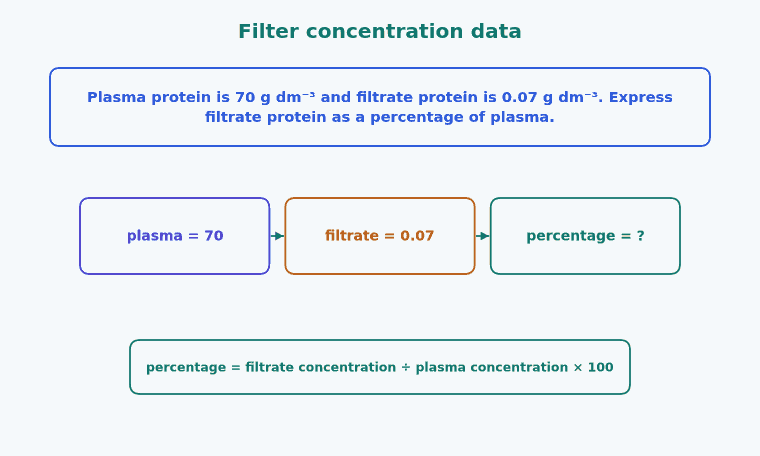 Filter concentration data
Plasma protein is 70 g dm⁻³ and filtrate protein is 0.07 g dm⁻³. Express
filtrate protein as a percentage of plasma.
plasma = 70
filtrate = 0.07
percentage = ?
percentage = filtrate concentration ÷ plasma concentration × 100